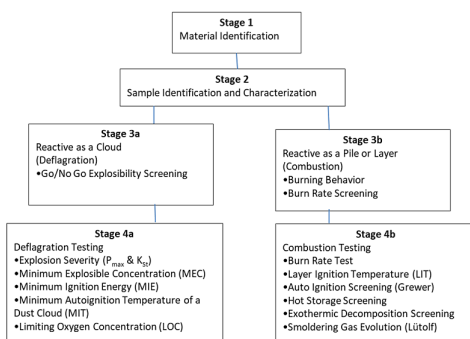 Stage 1
Material Identification
Stage 2
Sample Identification and Characterization
Stage 3a
Reactive as a Cloud
(Deflagration)
•Go/No Go Explosibility Screening
Stage 3b
Reactive as a Pile or Layer
(Combustion)
•Burning Behavior
•Burn Rate Screening
Stage 4a
Deflagration Testing
•Explosion Severity (Pmax & KSt)
•Minimum Explosible Concentration (MEC)
•Minimum Ignition Energy (MIE)
•Minimum Autoignition Temperature of a
Dust Cloud (MIT)
•Limiting Oxygen Concentration (LOC)
Stage 4b
Combustion Testing
•Burn Rate Test
•Layer Ignition Temperature (LIT)
•Auto Ignition Screening (Grewer)
•Hot Storage Screening
•Exothermic Decomposition Screening
•Smoldering Gas Evolution (Lütolf)